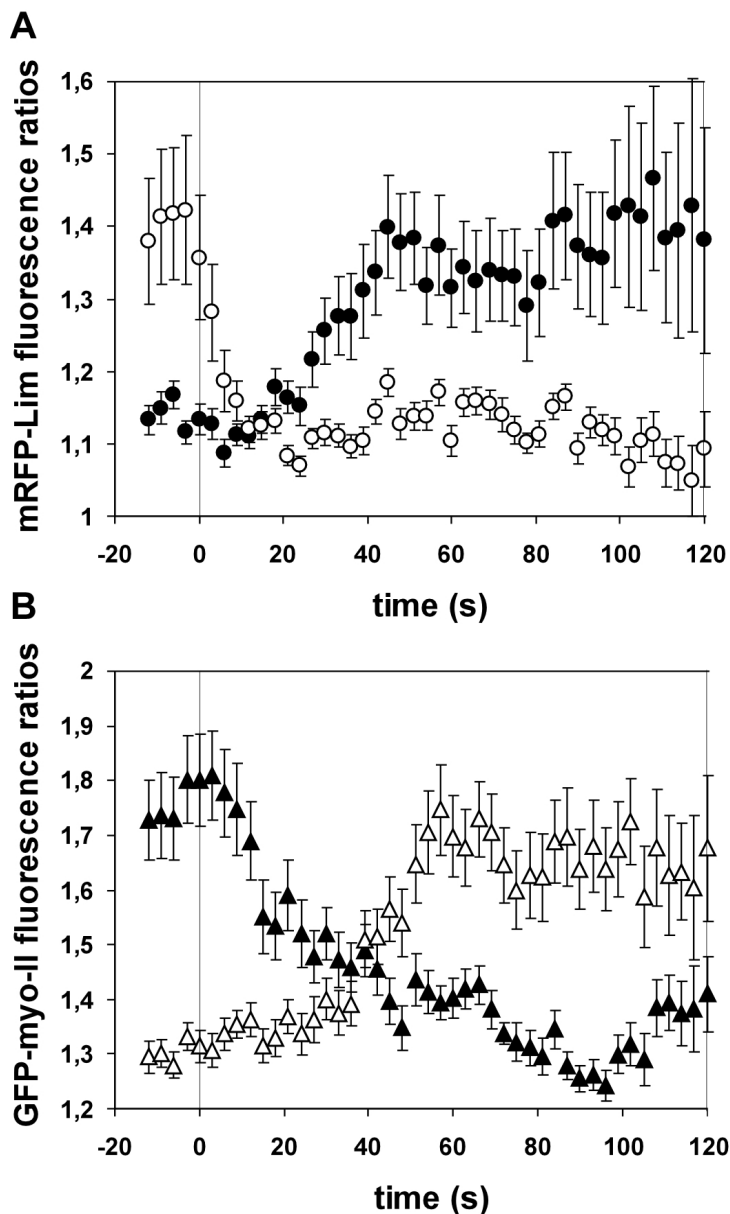 A
mRFP-Lim fluorescence ratios
1,6
1,5
1,4
1,3
1,2
1,1
1
-20 0 20 40 60 80 100 120
time (s)
B
GFP-myo-II fluorescence ratios
2
1,9
1,8
1,7
1,6
1,5
1,4
1,3
1,2
-20 0 20 40 60 80 100 120
time (s)